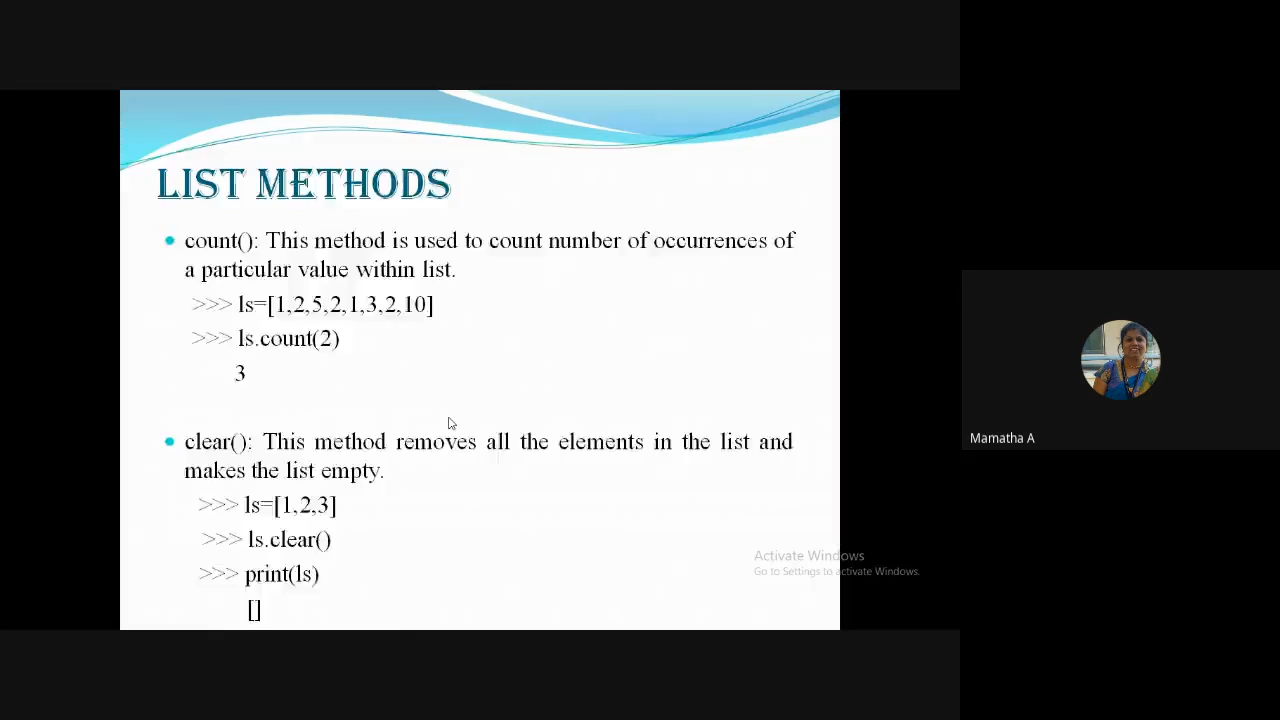 LIST METHODS
count(): This method is used to count number of occurrences of
a particular value within list.
>>> ls=[1,2,5,2,1,3,2,10]
>>> ls.count(2)
3
clear(): This method removes all the elements in the list and
makes the list empty.
>>> ls=[1,2,3]
>>> ls.clear()
>>> print(ls)
[]
Activate Windows
Go to Settings to activate Windows.
Mamatha A